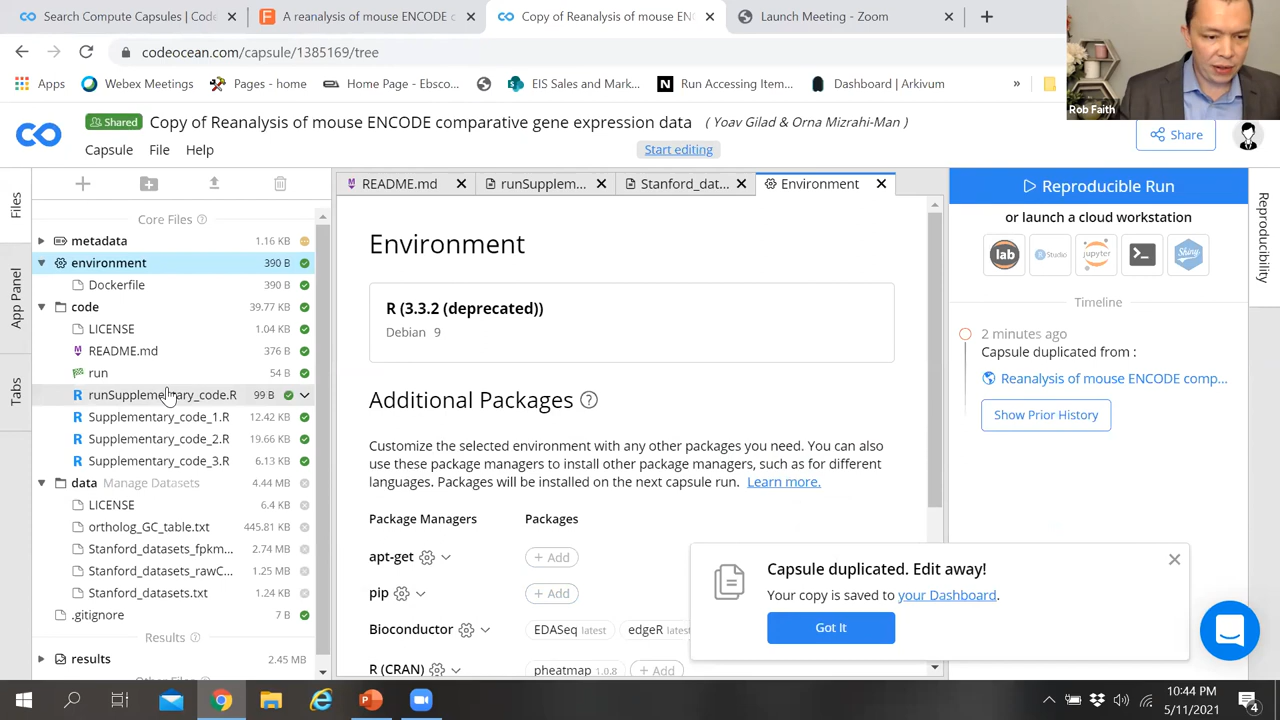 Search Compute Capsules | Code
A reanalysis of mouse ENCODE co
Copy of Reanalysis of mouse EN
Launch Meeting - Zoom
codeocean.com/capsule/1385169/tree
Apps
Webex Meetings
Pages - home
Home Page - Ebsco...
EIS Sales and Mark...
Run Accessing Item...
Dashboard | Arkivum
»
Rob Faith
Shared
Copy of Reanalysis of mouse ENCODE comparative gene expression data
( Yoav Gilad & Orna Mizrahi-Man )
Capsule File Help
Start editing
Share
Files
App Panel
Tabs
Core Files
metadata 1.16 KB
environment 390 B
Dockerfile 390 B
code 39.77 KB
LICENSE 1.04 KB
README.md 376 B
run 54 B
runSupplementary_code.R 99 B
Supplementary_code_1.R 12.42 KB
Supplementary_code_2.R 19.66 KB
Supplementary_code_3.R 6.13 KB
data Manage Datasets 4.44 MB
LICENSE 6.4 KB
ortholog_GC_table.txt 445.81 KB
Stanford_datasets_fpkm... 2.74 MB
Stanford_datasets_rawC... 1.25 MB
Stanford_datasets.txt 1.24 KB
.gitignore 7 B
Results
results 2.45 MB
Other Files
README.md
runSupplem...
Stanford_dat...
Environment
Environment
R (3.3.2 (deprecated))
Debian 9
Additional Packages
Customize the selected environment with any other packages you need. You can also
use these package managers to install other package managers, such as for different
languages. Packages will be installed on the next capsule run. Learn more.
Package Managers Packages
apt-get + Add
pip + Add
Bioconductor EDASeq latest edgeR latest
R (CRAN) pheatmap 1.0.8 + Add
Reproducible Run
or launch a cloud workstation
lab
R Studio
jupyter
Shiny
Timeline
2 minutes ago
Capsule duplicated from :
Reanalysis of mouse ENCODE comp...
Show Prior History
Reproducibility
Capsule duplicated. Edit away!
Your copy is saved to your Dashboard.
Got It
10:44 PM
5/11/2021
4